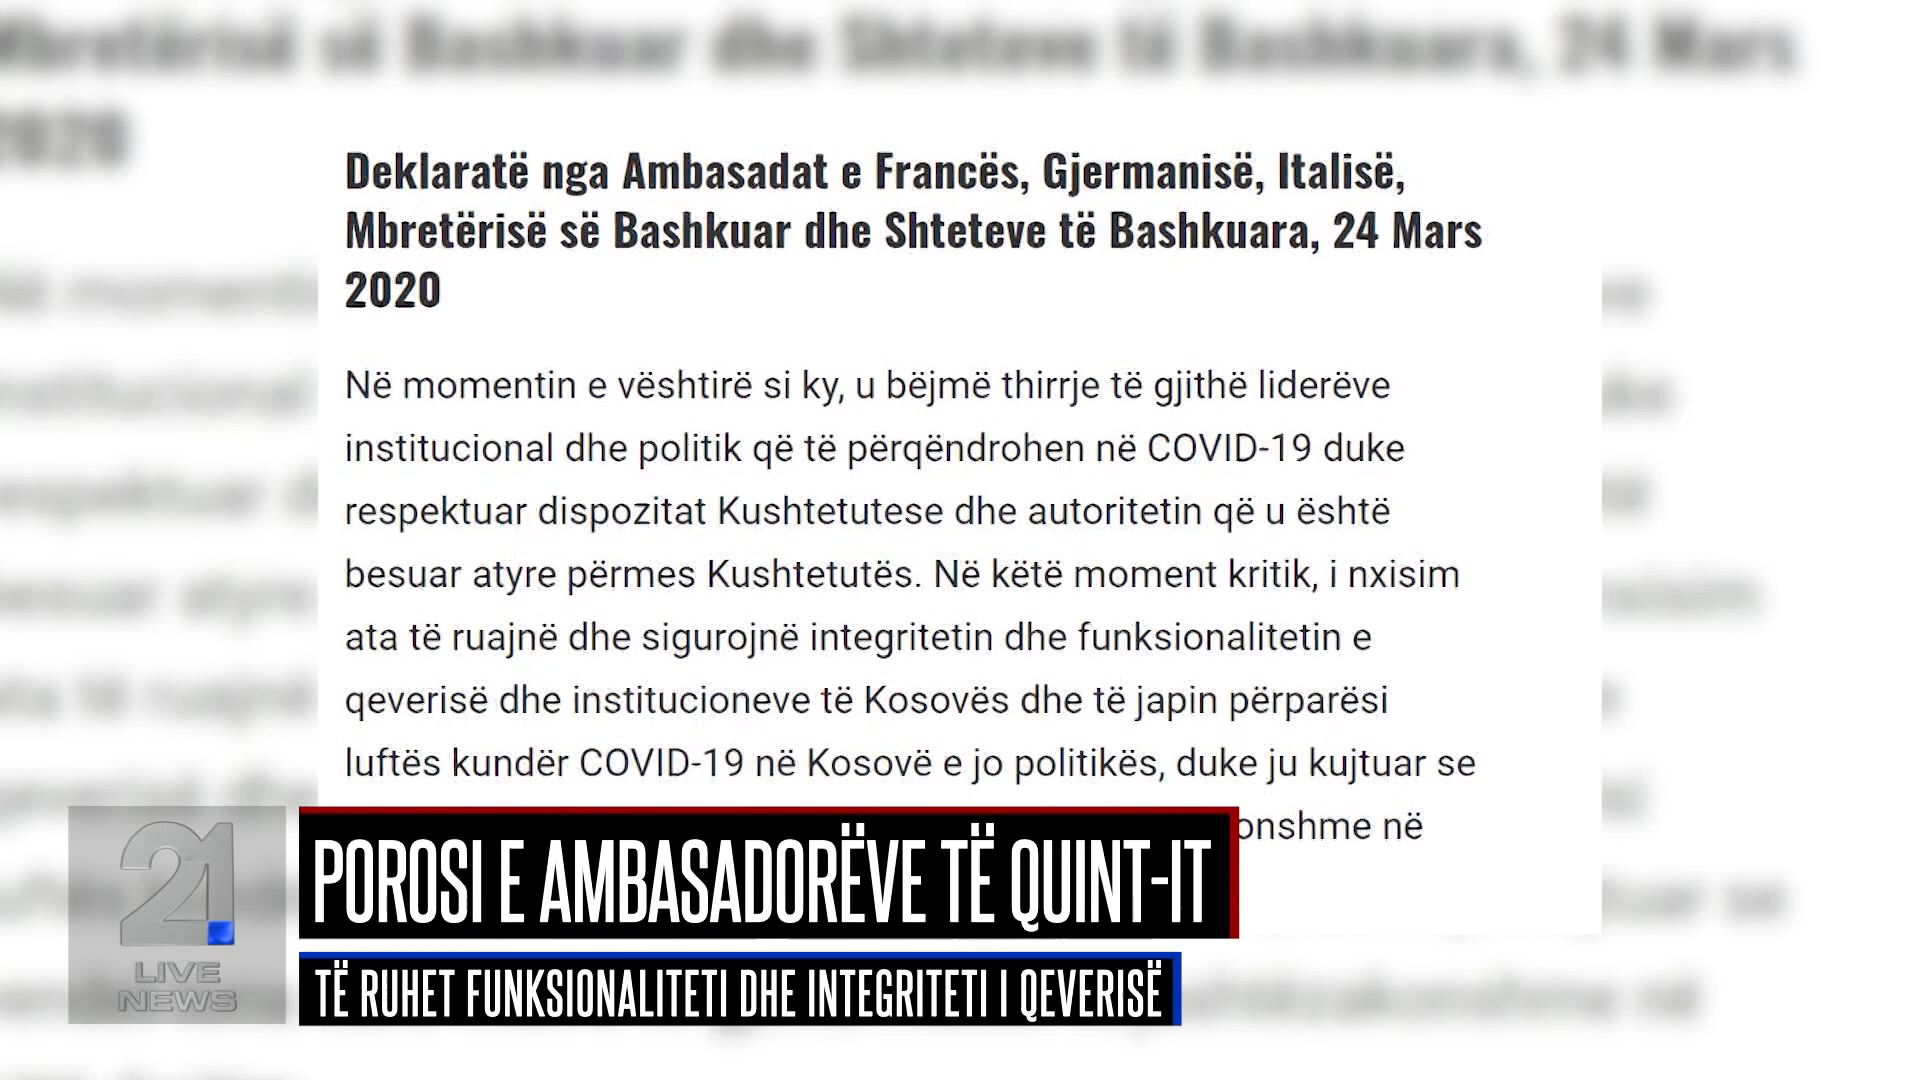 Deklaratë nga Ambasadat e Francës, Gjermanisë, Italisë,
Mbretërisë së Bashkuar dhe Shteteve të Bashkuara, 24 Mars
2020
Në momentin e vështirë si ky, u bëjmë thirrje të gjithë liderëve
institucional dhe politik që të përqëndrohen në COVID-19 duke
respektuar dispozitat Kushtetutese dhe autoritetin që u është
besuar atyre përmes Kushtetutës. Në këtë moment kritik, i nxisim
ata të ruajnë dhe sigurojnë integritetin dhe funksionalitetin e
qeverisë dhe institucioneve të Kosovës dhe të japin përparësi
luftës kundër COVID-19 në Kosovë e jo politikës, duke ju kujtuar se
onshme në
POROSI E AMBASADORËVE TË QUINT-IT
TË RUHET FUNKSIONALITETI DHE INTEGRITETI I QEVERISË
21
LIVE
NEWS